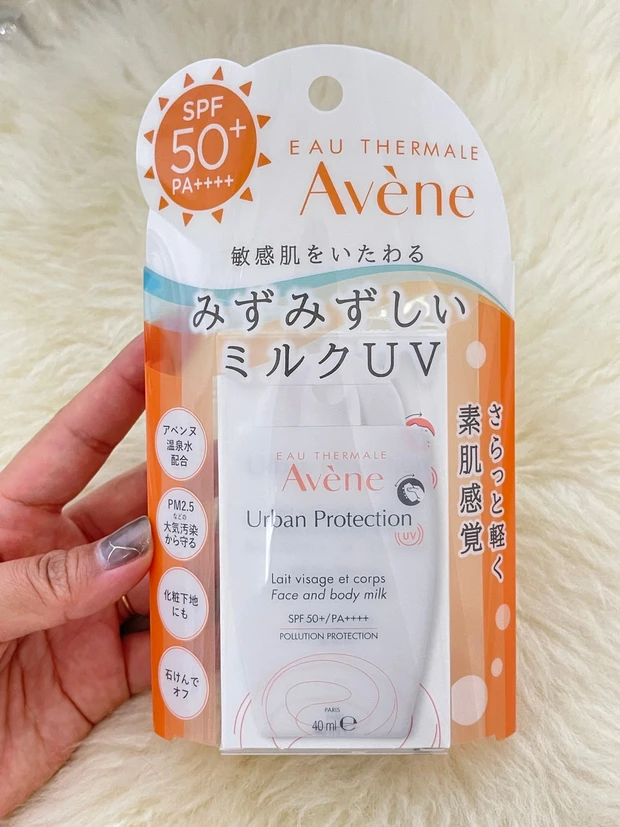 SPF
50+
PA++++
EAU THERMALE
Avène
敏感肌をいたわる
みずみずしい
ミルクUV
さらっと軽く
素肌感覚
アベンヌ
温泉水
配合
PM2.5
などの
大気汚染
から守る
化粧下地
にも
石けんで
オフ
EAU THERMALE
Avène
Urban Protection
UV
Lait visage et corps
Face and body milk
SPF 50+/PA++++
POLLUTION PROTECTION
PARIS
40 ml e